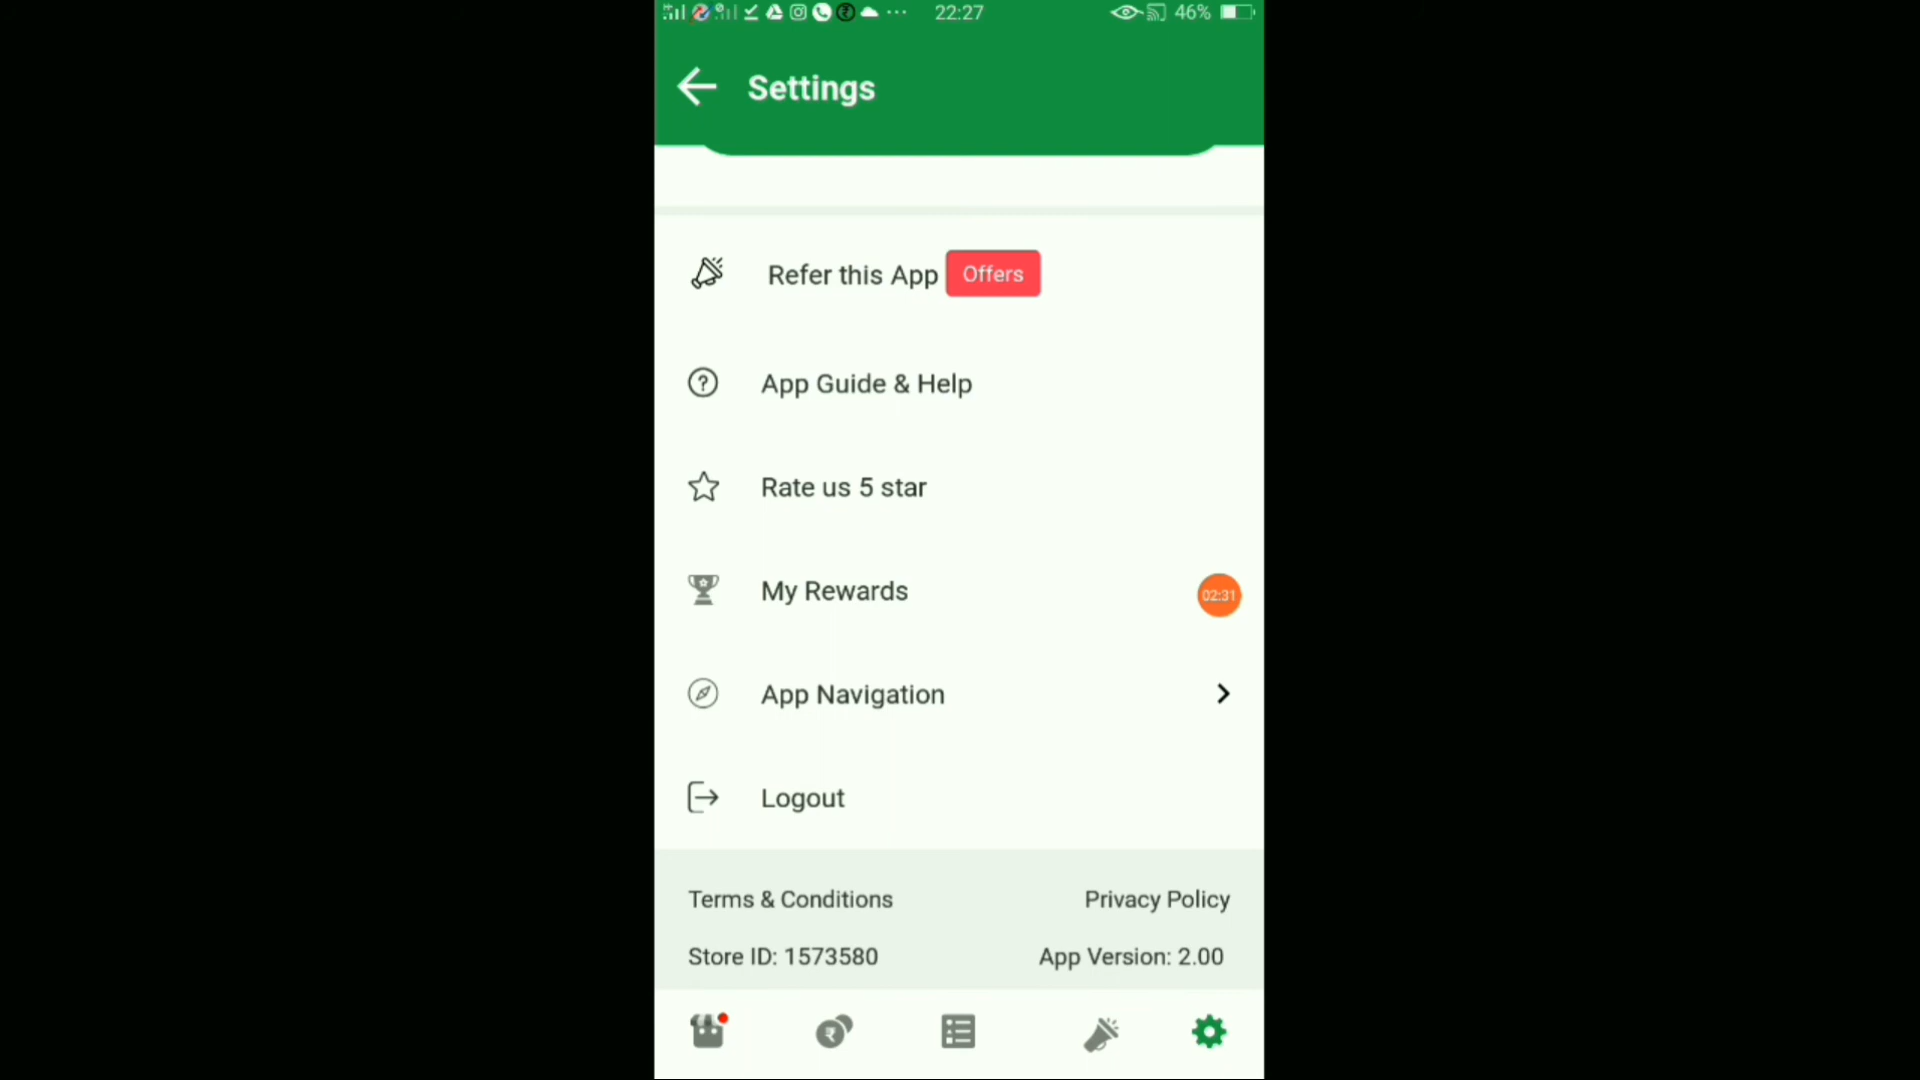 22:27 46%
Settings
Refer this App Offers
App Guide & Help
Rate us 5 star
My Rewards 02:31
App Navigation
Logout
Terms & Conditions Privacy Policy
Store ID: 1573580 App Version: 2.00